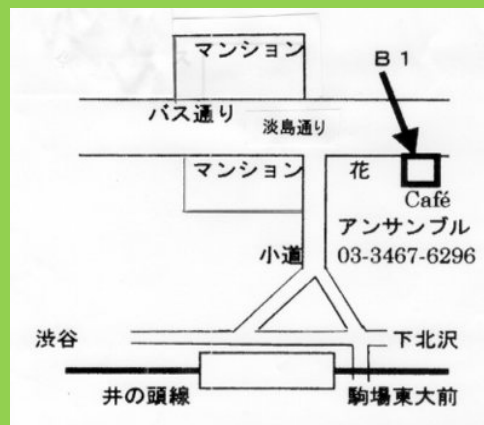 マンション
B1
バス通り
淡島通り
マンション
花
Café
アンサンブル
小道
03-3467-6296
渋谷
下北沢
井の頭線
駒場東大前